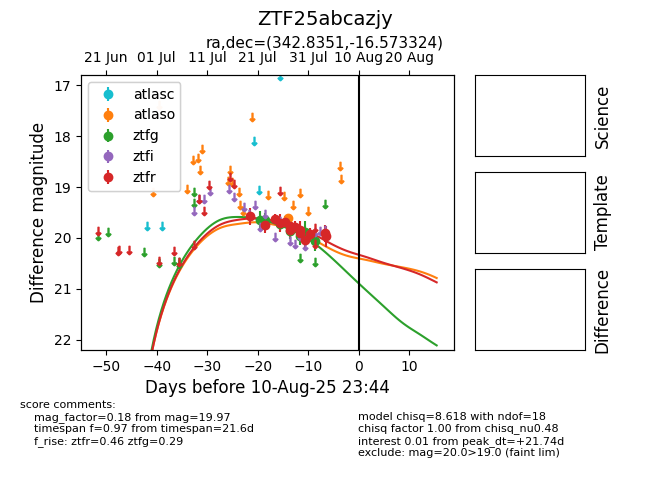 ZTF25abcazjy
ra,dec=(342.8351,-16.573324)
21 Jun 01 Jul 11 Jul 21 Jul 31 Jul 10 Aug 20 Aug
17
18
19
20
21
22
Difference magnitude
atlasc
atlaso
ztfg
ztfi
ztfr
−50 −40 −30 −20 −10 0 10
Days before 10-Aug-25 23:44
Science
Template
Difference
score comments:
mag_factor=0.18 from mag=19.97
timespan f=0.97 from timespan=21.6d
f_rise: ztfr=0.46 ztfg=0.29
model chisq=8.618 with ndof=18
chisq factor 1.00 from chisq_nu0.48
interest 0.01 from peak_dt=+21.74d
exclude: mag=20.0>19.0 (faint lim)